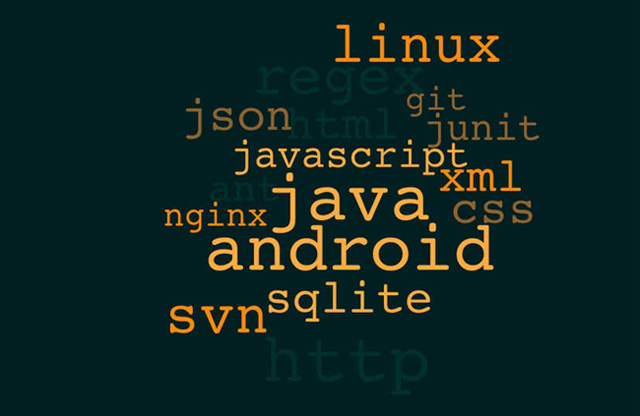 linux
regex
git
json
html
junit
javascript
xml
ant
java
nginx
css
android
sqlite
svn
http